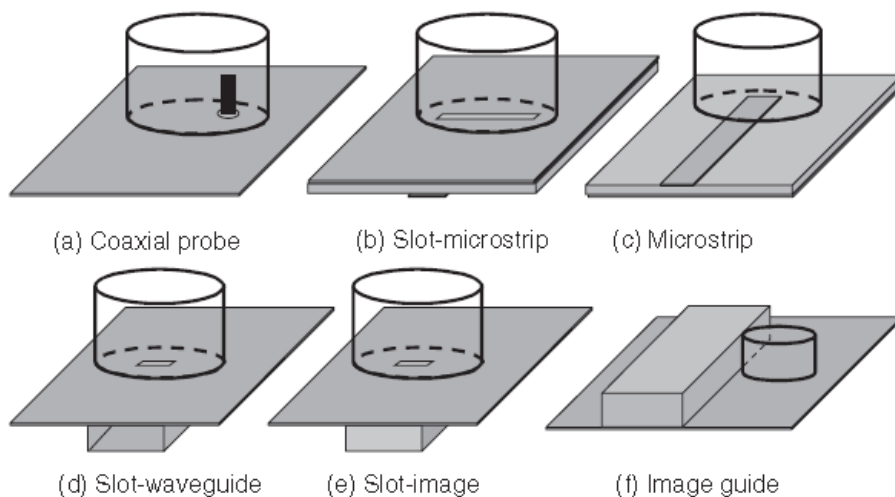 (a) Coaxial probe
(b) Slot-microstrip
(c) Microstrip
(d) Slot-waveguide
(e) Slot-image
(f) Image guide